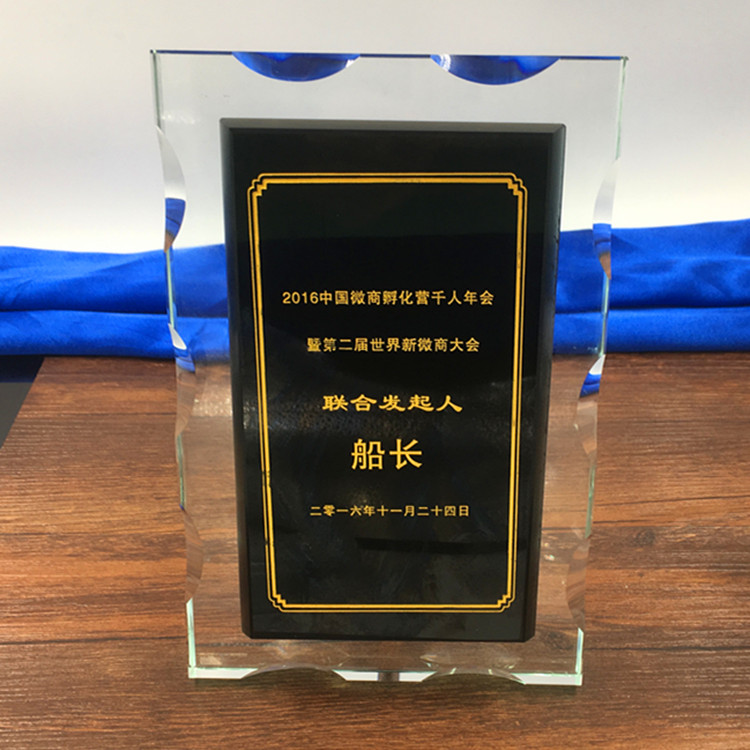 2016中国微商孵化营千人年会
暨第二届世界新微商大会
联合发起人
船长
二零一六年十一月二十四日